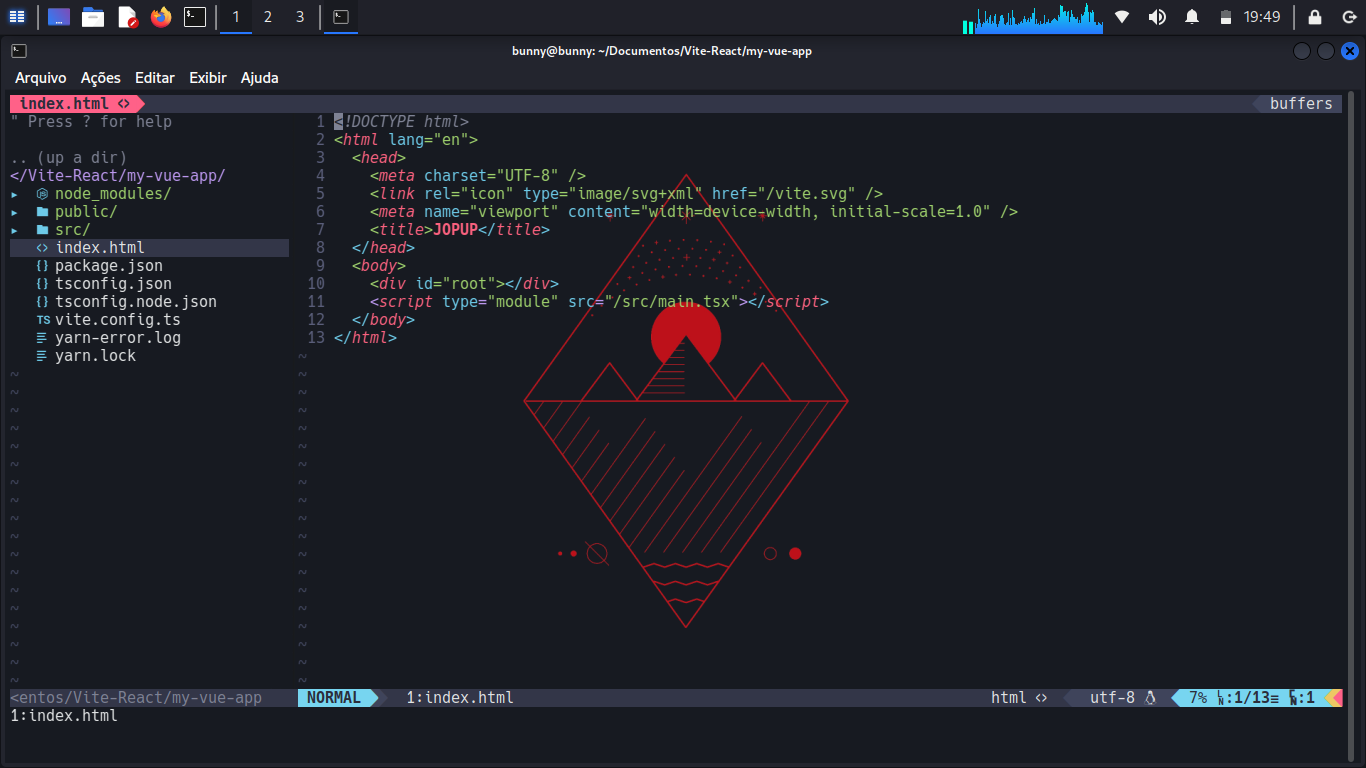 1 2 3 19:49
bunny@bunny: ~/Documentos/Vite-React/my-vue-app
Arquivo Ações Editar Exibir Ajuda
index.html <> buffers
" Press ? for help
.. (up a dir)
</Vite-React/my-vue-app/
▸ node_modules/
▸ public/
▸ src/
<> index.html
{} package.json
{} tsconfig.json
{} tsconfig.node.json
TS vite.config.ts
yarn-error.log
yarn.lock
1 <!DOCTYPE html>
2 <html lang="en">
3 <head>
4 <meta charset="UTF-8" />
5 <link rel="icon" type="image/svg+xml" href="/vite.svg" />
6 <meta name="viewport" content="width=device-width, initial-scale=1.0" />
7 <title>JOPUP</title>
8 </head>
9 <body>
10 <div id="root"></div>
11 <script type="module" src="/src/main.tsx"></script>
12 </body>
13 </html>
<entos/Vite-React/my-vue-app NORMAL 1:index.html html <> utf-8 7% LN:1/13≡ CN:1
1:index.html